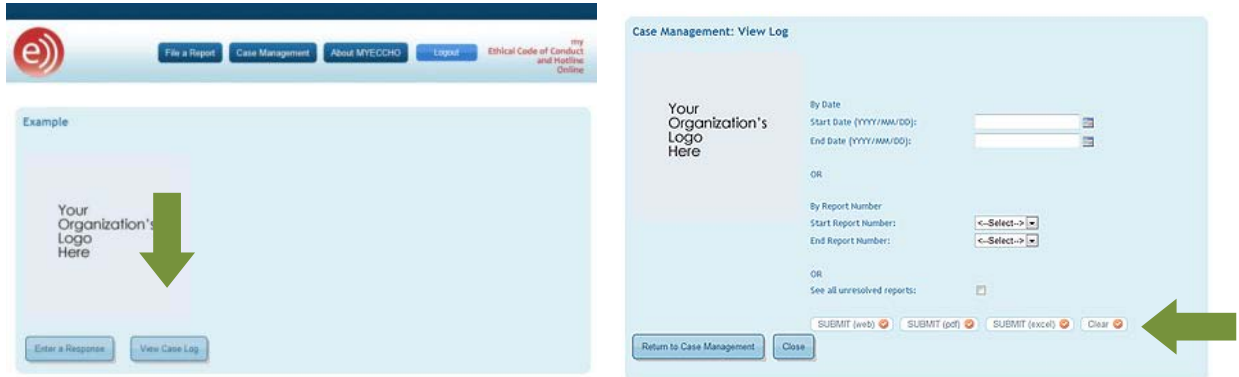 e))
File a Report Case Management About MYECCHO Logout
my
Ethical Code of Conduct
and Hotline
Online
Example
Your
Organization's
Logo
Here
Enter a Response View Case Log
Case Management: View Log
Your
Organization's
Logo
Here
By Date
Start Date (YYYY/MM/DD):
End Date (YYYY/MM/DD):
OR
By Report Number
Start Report Number: <--Select-->
End Report Number: <--Select-->
OR
See all unresolved reports:
SUBMIT (web) SUBMIT (pdf) SUBMIT (excel) Clear
Return to Case Management Close